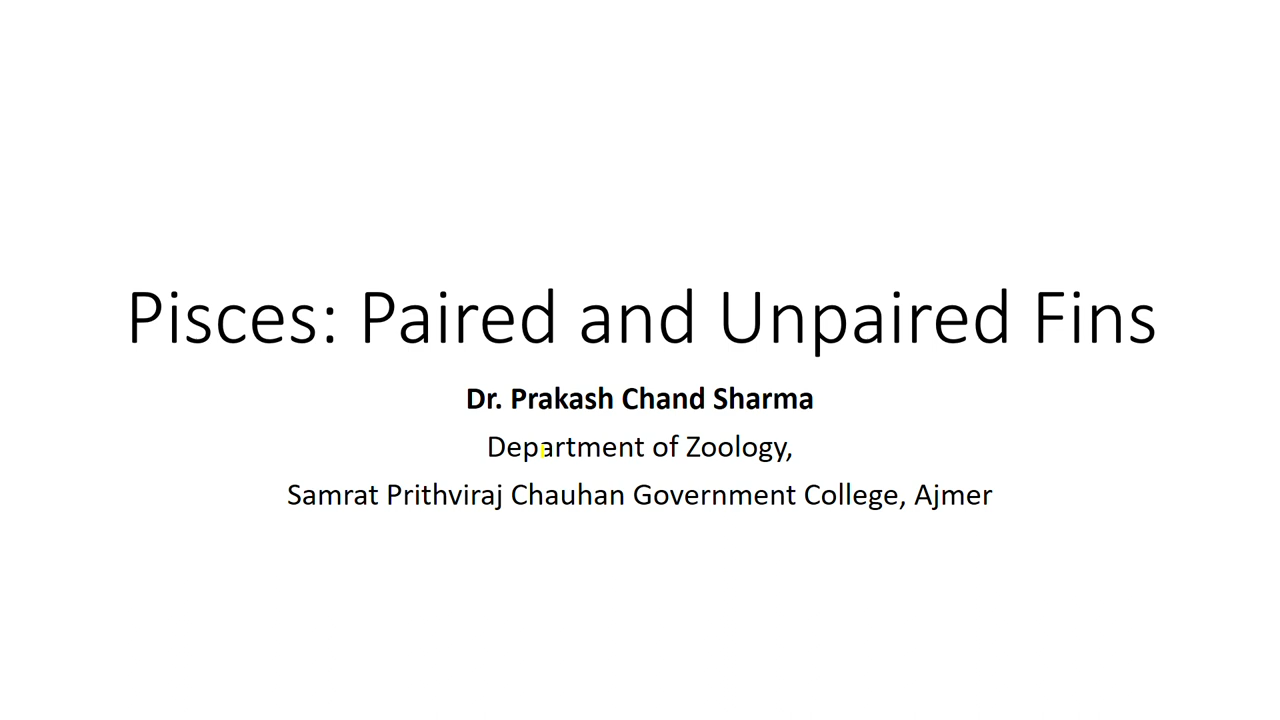 Pisces: Paired and Unpaired Fins
Dr. Prakash Chand Sharma
Department of Zoology,
Samrat Prithviraj Chauhan Government College, Ajmer